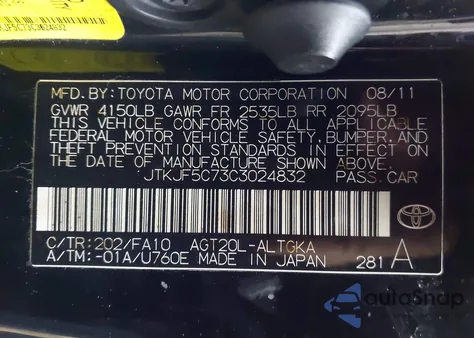 KJF5C73C3024832
MFD.BY:TOYOTA MOTOR CORPORATION 08/11
GVWR 4150LB GAWR FR 2535LB RR 2095LB
THIS VEHICLE CONFORMS TO ALL APPLICABLE
FEDERAL MOTOR VEHICLE SAFETY,BUMPER,AND
THEFT PREVENTION STANDARDS IN EFFECT ON
THE DATE OF MANUFACTURE SHOWN ABOVE.
JTKJF5C73C3024832 PASS.CAR
C/TR:202/FA10 AGT20L-ALTGKA
A/TM:-01A/U760E MADE IN JAPAN 281 A
TOYOTA
autoSnap